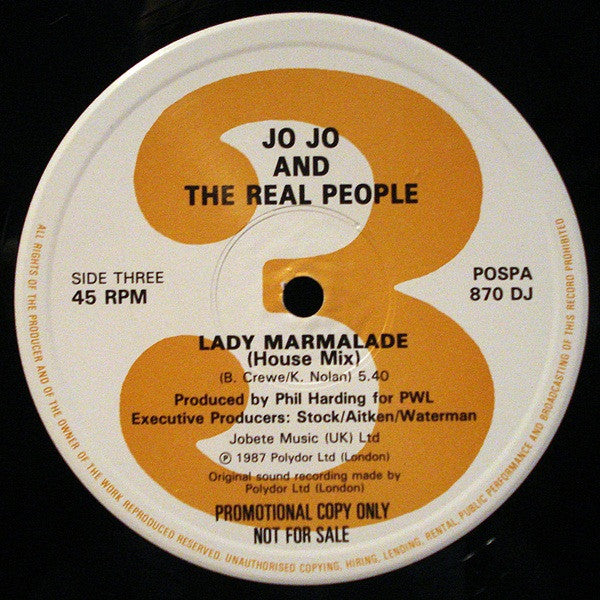 3
JO JO
AND
THE REAL PEOPLE
SIDE THREE
45 RPM
POSPA
870 DJ
LADY MARMALADE
(House Mix)
(B. Crewe/K. Nolan) 5.40
Produced by Phil Harding for PWL
Executive Producers: Stock/Aitken/Waterman
Jobete Music (UK) Ltd
℗ 1987 Polydor Ltd (London)
Original sound recording made by
Polydor Ltd (London)
PROMOTIONAL COPY ONLY
NOT FOR SALE
ALL RIGHTS OF THE PRODUCER AND OF THE OWNER OF THE WORK REPRODUCED RESERVED. UNAUTHORISED COPYING, HIRING, LENDING, RENTAL, PUBLIC PERFORMANCE AND BROADCASTING OF THIS RECORD PROHIBITED